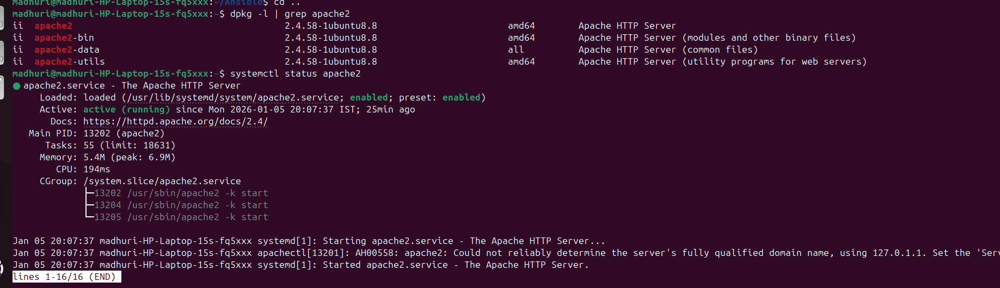 madhuri@madhuri-HP-Laptop-15s-fq5xxx:~/Ansible$ cd ..
madhuri@madhuri-HP-Laptop-15s-fq5xxx:~$ dpkg -l | grep apache2
ii  apache2                                       2.4.58-1ubuntu8.8                        amd64        Apache HTTP Server
ii  apache2-bin                                   2.4.58-1ubuntu8.8                        amd64        Apache HTTP Server (modules and other binary files)
ii  apache2-data                                  2.4.58-1ubuntu8.8                        all          Apache HTTP Server (common files)
ii  apache2-utils                                 2.4.58-1ubuntu8.8                        amd64        Apache HTTP Server (utility programs for web servers)
madhuri@madhuri-HP-Laptop-15s-fq5xxx:~$ systemctl status apache2
● apache2.service - The Apache HTTP Server
     Loaded: loaded (/usr/lib/systemd/system/apache2.service; enabled; preset: enabled)
     Active: active (running) since Mon 2026-01-05 20:07:37 IST; 25min ago
       Docs: https://httpd.apache.org/docs/2.4/
   Main PID: 13202 (apache2)
      Tasks: 55 (limit: 18631)
     Memory: 5.4M (peak: 6.9M)
        CPU: 194ms
     CGroup: /system.slice/apache2.service
             ├─13202 /usr/sbin/apache2 -k start
             ├─13204 /usr/sbin/apache2 -k start
             └─13205 /usr/sbin/apache2 -k start
Jan 05 20:07:37 madhuri-HP-Laptop-15s-fq5xxx systemd[1]: Starting apache2.service - The Apache HTTP Server...
Jan 05 20:07:37 madhuri-HP-Laptop-15s-fq5xxx apachectl[13201]: AH00558: apache2: Could not reliably determine the server's fully qualified domain name, using 127.0.1.1. Set the 'Serv
Jan 05 20:07:37 madhuri-HP-Laptop-15s-fq5xxx systemd[1]: Started apache2.service - The Apache HTTP Server.
lines 1-16/16 (END)